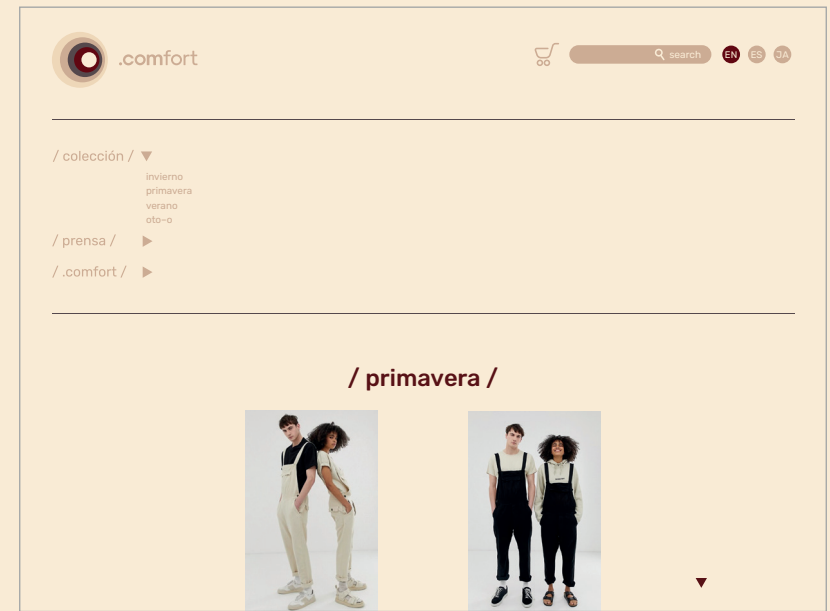 .comfort
search
EN ES JA
/ colección /
invierno
primavera
verano
oto–o
/ prensa /
/ .comfort /
/ primavera /